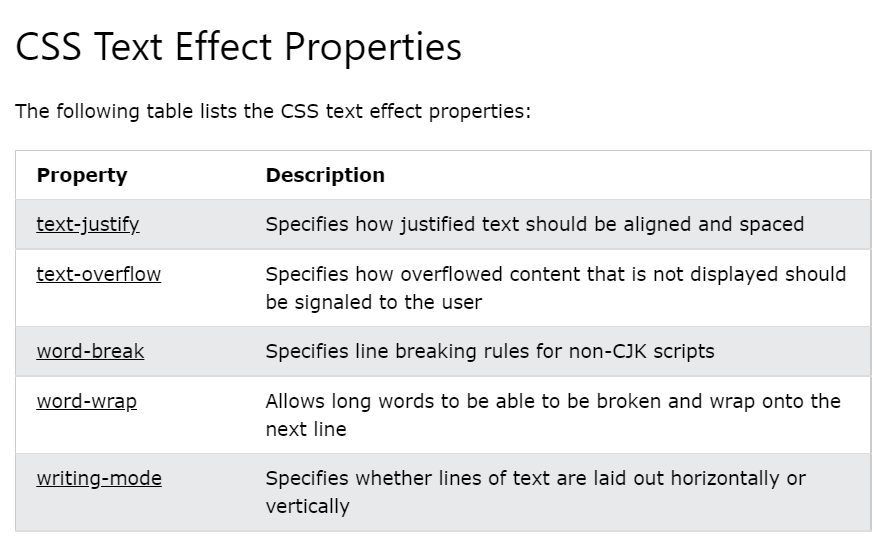 CSS Text Effect Properties
The following table lists the CSS text effect properties:
Property Description
text-justify Specifies how justified text should be aligned and spaced
text-overflow Specifies how overflowed content that is not displayed should
be signaled to the user
word-break Specifies line breaking rules for non-CJK scripts
word-wrap Allows long words to be able to be broken and wrap onto the
next line
writing-mode Specifies whether lines of text are laid out horizontally or
vertically